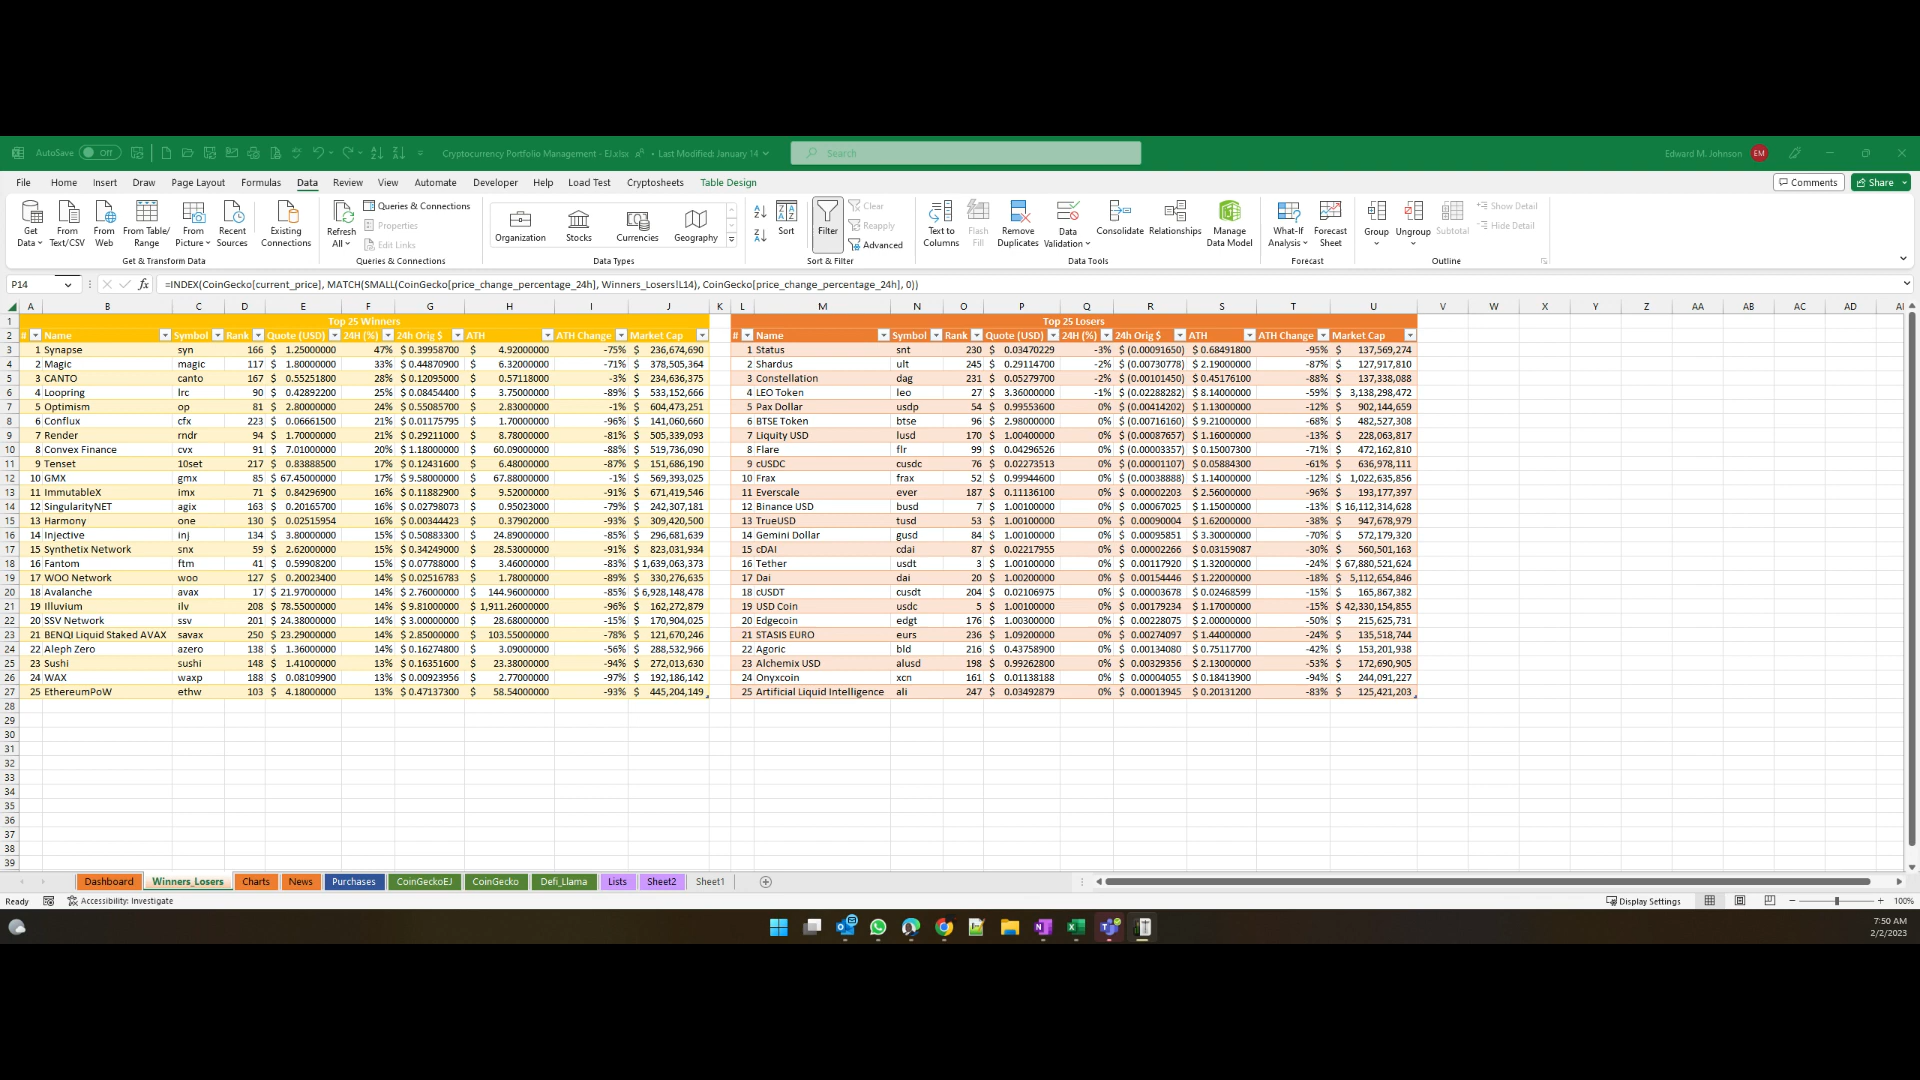 AutoSave Off Cryptocurrency Portfolio Management - EJ.xlsx • Last Modified: January 14 Search Edward M. Johnson EM
File Home Insert Draw Page Layout Formulas Data Review View Automate Developer Help Load Test Cryptosheets Table Design Comments Share
Get Data From Text/CSV From Web From Table/Range From Picture Recent Sources Existing Connections
Get & Transform Data
Refresh All Queries & Connections Properties Edit Links
Queries & Connections
Organization Stocks Currencies Geography
Data Types
Sort Filter Clear Reapply Advanced
Sort & Filter
Text to Columns Flash Fill Remove Duplicates Data Validation Consolidate Relationships Manage Data Model
Data Tools
What-If Analysis Forecast Sheet
Forecast
Group Ungroup Subtotal Show Detail Hide Detail
Outline
P14 fx =INDEX(CoinGecko[current_price], MATCH(SMALL(CoinGecko[price_change_percentage_24h], Winners_Losers!L14), CoinGecko[price_change_percentage_24h], 0))
A B C D E F G H I J K L M N O P Q R S T U V W X Y Z AA AB AC AD
1 Top 25 Winners Top 25 Losers
2 # Name Symbol Rank Quote (USD) 24H (%) 24h Orig $ ATH ATH Change Market Cap # Name Symbol Rank Quote (USD) 24H (%) 24h Orig $ ATH ATH Change Market Cap
3 1 Synapse syn 166 $ 1.25000000 47% $ 0.39958700 $ 4.92000000 -75% $ 236,674,690 1 Status snt 230 $ 0.03470229 -3% $ (0.00091650) $ 0.68491800 -95% $ 137,569,274
4 2 Magic magic 117 $ 1.80000000 33% $ 0.44870900 $ 6.32000000 -71% $ 378,505,364 2 Shardus ult 245 $ 0.29114700 -2% $ (0.00730778) $ 2.19000000 -87% $ 127,917,810
5 3 CANTO canto 167 $ 0.55251800 28% $ 0.12095000 $ 0.57118000 -3% $ 234,636,375 3 Constellation dag 231 $ 0.05279700 -2% $ (0.00101450) $ 0.45176100 -88% $ 137,338,088
6 4 Loopring lrc 90 $ 0.42892200 25% $ 0.08454400 $ 3.75000000 -89% $ 533,152,666 4 LEO Token leo 27 $ 3.36000000 -1% $ (0.02288282) $ 8.14000000 -59% $ 3,138,298,472
7 5 Optimism op 81 $ 2.80000000 24% $ 0.55085700 $ 2.83000000 -1% $ 604,473,251 5 Pax Dollar usdp 54 $ 0.99553600 0% $ (0.00414202) $ 1.13000000 -12% $ 902,144,659
8 6 Conflux cfx 223 $ 0.06661500 21% $ 0.01175795 $ 1.70000000 -96% $ 141,060,660 6 BTSE Token btse 96 $ 2.98000000 0% $ (0.00716160) $ 9.21000000 -68% $ 482,527,308
9 7 Render rndr 94 $ 1.70000000 21% $ 0.29211000 $ 8.78000000 -81% $ 505,339,093 7 Liquity USD lusd 170 $ 1.00400000 0% $ (0.00087657) $ 1.16000000 -13% $ 228,063,817
10 8 Convex Finance cvx 91 $ 7.01000000 20% $ 1.18000000 $ 60.09000000 -88% $ 519,736,090 8 Flare flr 99 $ 0.04296526 0% $ (0.00003357) $ 0.15007300 -71% $ 472,162,810
11 9 Tenset 10set 217 $ 0.83888500 17% $ 0.12431600 $ 6.48000000 -87% $ 151,686,190 9 cUSDC cusdc 76 $ 0.02273513 0% $ (0.00001107) $ 0.05884300 -61% $ 636,978,111
12 10 GMX gmx 85 $ 67.45000000 17% $ 9.58000000 $ 67.88000000 -1% $ 569,393,025 10 Frax frax 52 $ 0.99944600 0% $ (0.00038888) $ 1.14000000 -12% $ 1,022,635,856
13 11 ImmutableX imx 71 $ 0.84296900 16% $ 0.11882900 $ 9.52000000 -91% $ 671,419,546 11 Everscale ever 187 $ 0.11136100 0% $ 0.00002203 $ 2.56000000 -96% $ 193,177,397
14 12 SingularityNET agix 163 $ 0.20165700 16% $ 0.02798073 $ 0.95023000 -79% $ 242,307,181 12 Binance USD busd 7 $ 1.00100000 0% $ 0.00067025 $ 1.15000000 -13% $ 16,112,314,628
15 13 Harmony one 130 $ 0.02515954 16% $ 0.00344423 $ 0.37902000 -93% $ 309,420,500 13 TrueUSD tusd 53 $ 1.00100000 0% $ 0.00090004 $ 1.62000000 -38% $ 947,678,979
16 14 Injective inj 134 $ 3.80000000 15% $ 0.50883300 $ 24.89000000 -85% $ 296,681,639 14 Gemini Dollar gusd 84 $ 1.00100000 0% $ 0.00095851 $ 3.30000000 -70% $ 572,179,320
17 15 Synthetix Network snx 59 $ 2.62000000 15% $ 0.34249000 $ 28.53000000 -91% $ 823,031,934 15 cDAI cdai 87 $ 0.02217955 0% $ 0.00002266 $ 0.03159087 -30% $ 560,501,163
18 16 Fantom ftm 41 $ 0.59908200 15% $ 0.07788000 $ 3.46000000 -83% $ 1,639,063,373 16 Tether usdt 3 $ 1.00100000 0% $ 0.00117920 $ 1.32000000 -24% $ 67,880,521,624
19 17 WOO Network woo 127 $ 0.20023400 14% $ 0.02516783 $ 1.78000000 -89% $ 330,276,635 17 Dai dai 20 $ 1.00200000 0% $ 0.00154446 $ 1.22000000 -18% $ 5,112,654,846
20 18 Avalanche avax 17 $ 21.97000000 14% $ 2.76000000 $ 144.96000000 -85% $ 6,928,148,478 18 cUSDT cusdt 204 $ 0.02106975 0% $ 0.00003678 $ 0.02468599 -15% $ 165,867,382
21 19 Illuvium ilv 208 $ 78.55000000 14% $ 9.81000000 $ 1,911.26000000 -96% $ 162,272,879 19 USD Coin usdc 5 $ 1.00100000 0% $ 0.00179234 $ 1.17000000 -15% $ 42,330,154,855
22 20 SSV Network ssv 201 $ 24.38000000 14% $ 3.00000000 $ 28.68000000 -15% $ 170,904,025 20 Edgecoin edgt 176 $ 1.00300000 0% $ 0.00228075 $ 2.00000000 -50% $ 215,625,731
23 21 BENQI Liquid Staked AVAX savax 250 $ 23.29000000 14% $ 2.85000000 $ 103.55000000 -78% $ 121,670,246 21 STASIS EURO eurs 236 $ 1.09200000 0% $ 0.00274097 $ 1.44000000 -24% $ 135,518,744
24 22 Aleph Zero azero 138 $ 1.36000000 14% $ 0.16274800 $ 3.09000000 -56% $ 288,532,966 22 Agoric bld 216 $ 0.43758900 0% $ 0.00134080 $ 0.75117700 -42% $ 153,201,938
25 23 Sushi sushi 148 $ 1.41000000 13% $ 0.16351600 $ 23.38000000 -94% $ 272,013,630 23 Alchemix USD alusd 198 $ 0.99262800 0% $ 0.00329356 $ 2.13000000 -53% $ 172,690,905
26 24 WAX waxp 188 $ 0.08109900 13% $ 0.00923956 $ 2.77000000 -97% $ 192,186,142 24 Onyxcoin xcn 161 $ 0.01138188 0% $ 0.00004055 $ 0.18413900 -94% $ 244,091,227
27 25 EthereumPoW ethw 103 $ 4.18000000 13% $ 0.47137300 $ 58.54000000 -93% $ 445,204,149 25 Artificial Liquid Intelligence ali 247 $ 0.03492879 0% $ 0.00013945 $ 0.20131200 -83% $ 125,421,203
28
29
30
31
32
33
34
35
36
37
38
39
Dashboard Winners_Losers Charts News Purchases CoinGeckoEJ CoinGecko Defi_Llama Lists Sheet2 Sheet1
Ready Accessibility: Investigate Display Settings 100%
7:50 AM
2/2/2023